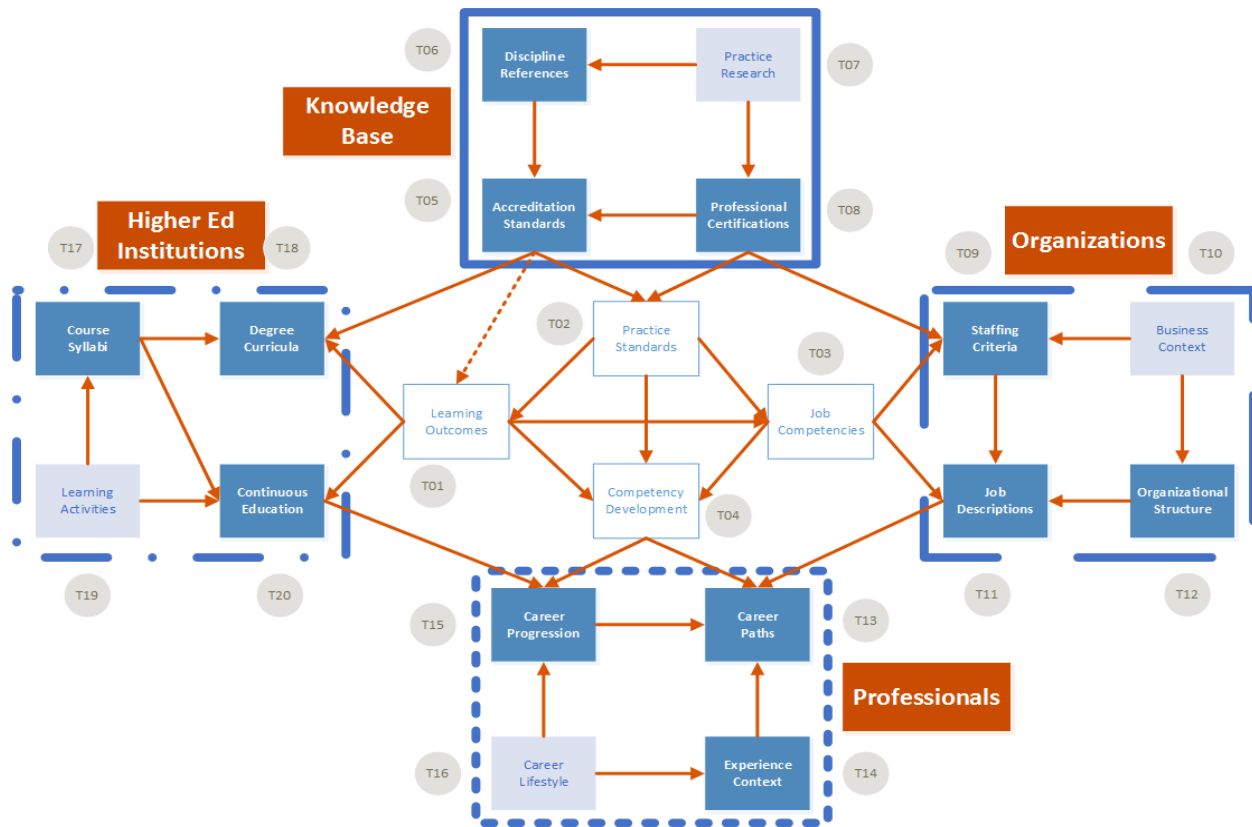 T06
Discipline
References
Practice
Research
T07
Knowledge
Base
T05
Accreditation
Standards
Professional
Certifications
T08
Higher Ed
Institutions
T17
T18
Organizations
T09
T10
Course
Syllabi
Degree
Curricula
T02
Practice
Standards
T03
Staffing
Criteria
Business
Context
Learning
Outcomes
Job
Competencies
T01
Learning
Activities
Continuous
Education
Competency
Development
T04
Job
Descriptions
Organizational
Structure
T19
T20
T11
T12
T15
Career
Progression
Career
Paths
T13
Professionals
T16
Career
Lifestyle
Experience
Context
T14